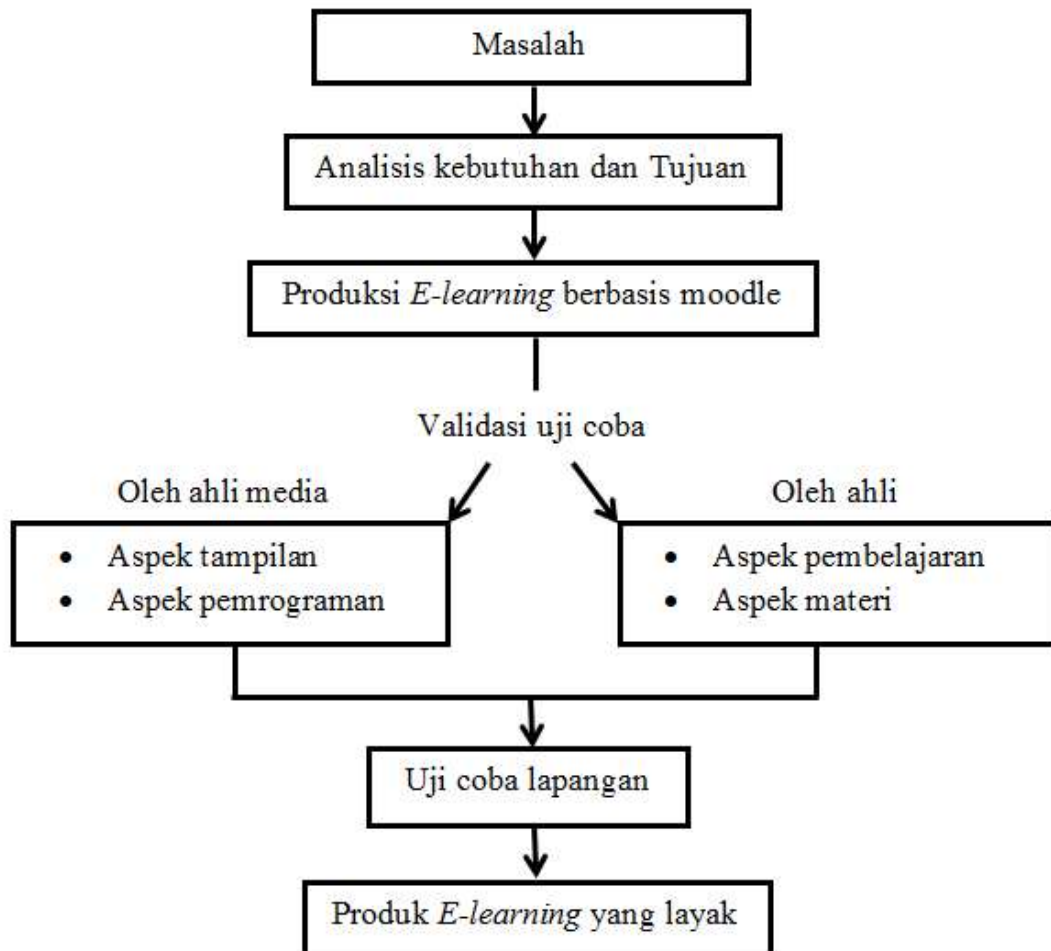 Masalah
Analisis kebutuhan dan Tujuan
Produksi E-learning berbasis moodle
Validasi uji coba
Oleh ahli media
• Aspek tampilan
• Aspek pemrograman
Oleh ahli
• Aspek pembelajaran
• Aspek materi
Uji coba lapangan
Produk E-learning yang layak